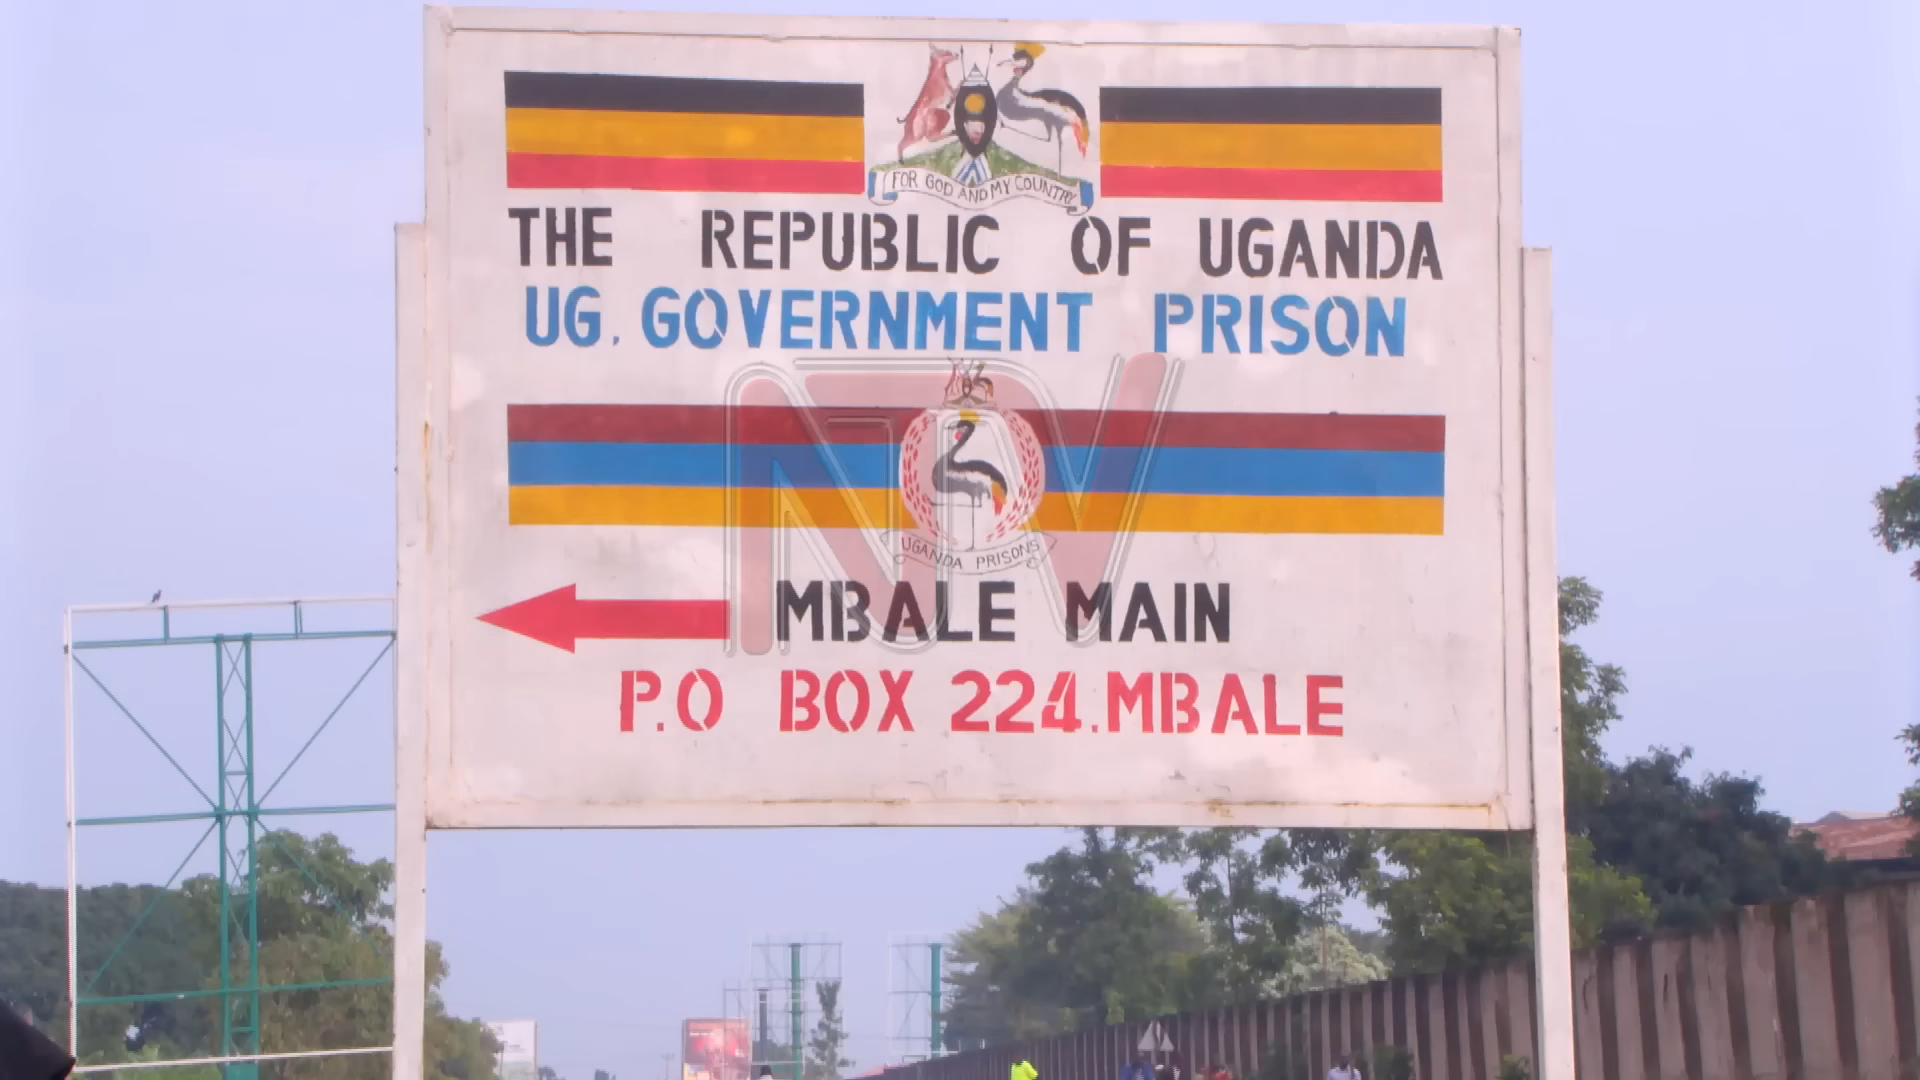 FOR GOD AND MY COUNTRY
THE REPUBLIC OF UGANDA
UG. GOVERNMENT PRISON
NTV
UGANDA PRISONS
MBALE MAIN
P.O BOX 224.MBALE